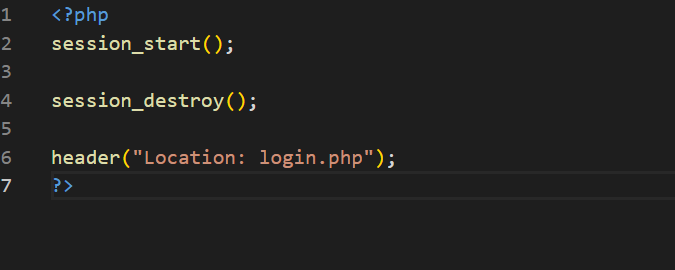 1 <?php
2 session_start();
3
4 session_destroy();
5
6 header("Location: login.php");
7 ?>